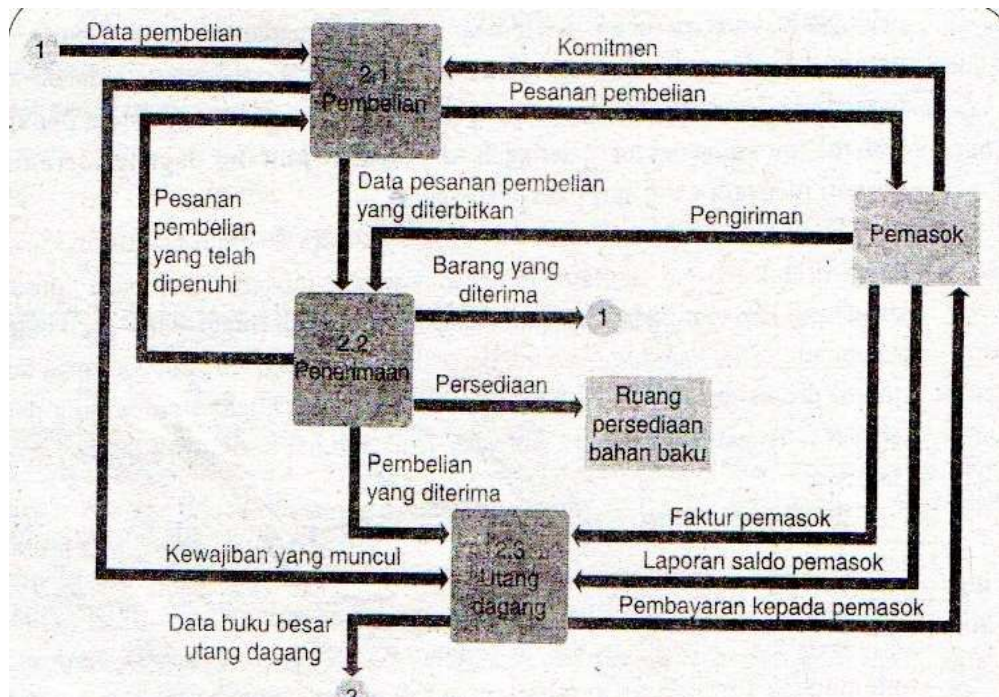 Data pembelian
1
Komitmen
2.1
Pembelian
Pesanan pembelian
Pesanan
pembelian
yang telah
dipenuhi
Data pesanan pembelian
yang diterbitkan
Pengiriman
Pemasok
Barang yang
diterima
1
2.2
Penerimaan
Persediaan
Ruang
persediaan
bahan baku
Pembelian
yang diterima
Faktur pemasok
2.3
Utang
dagang
Kewajiban yang muncul
Laporan saldo pemasok
Pembayaran kepada pemasok
Data buku besar
utang dagang
2